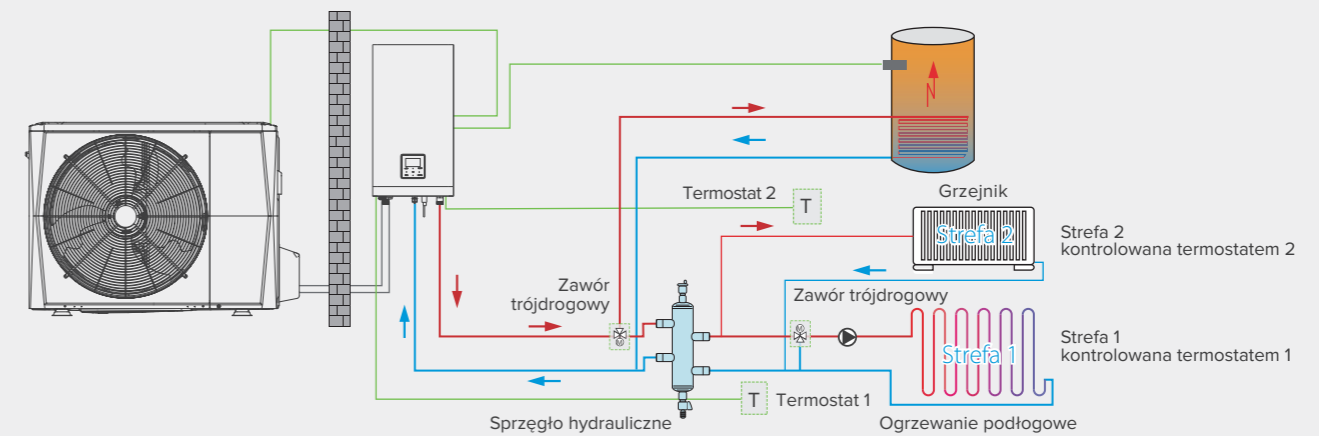 Termostat 2
T
Grzejnik
Strefa 2
Strefa 2
kontrolowana termostatem 2
Zawór
trójdrogowy
M
Zawór trójdrogowy
M
Strefa 1
Strefa 1
kontrolowana termostatem 1
T
Termostat 1
Sprzęgło hydrauliczne
Ogrzewanie podłogowe